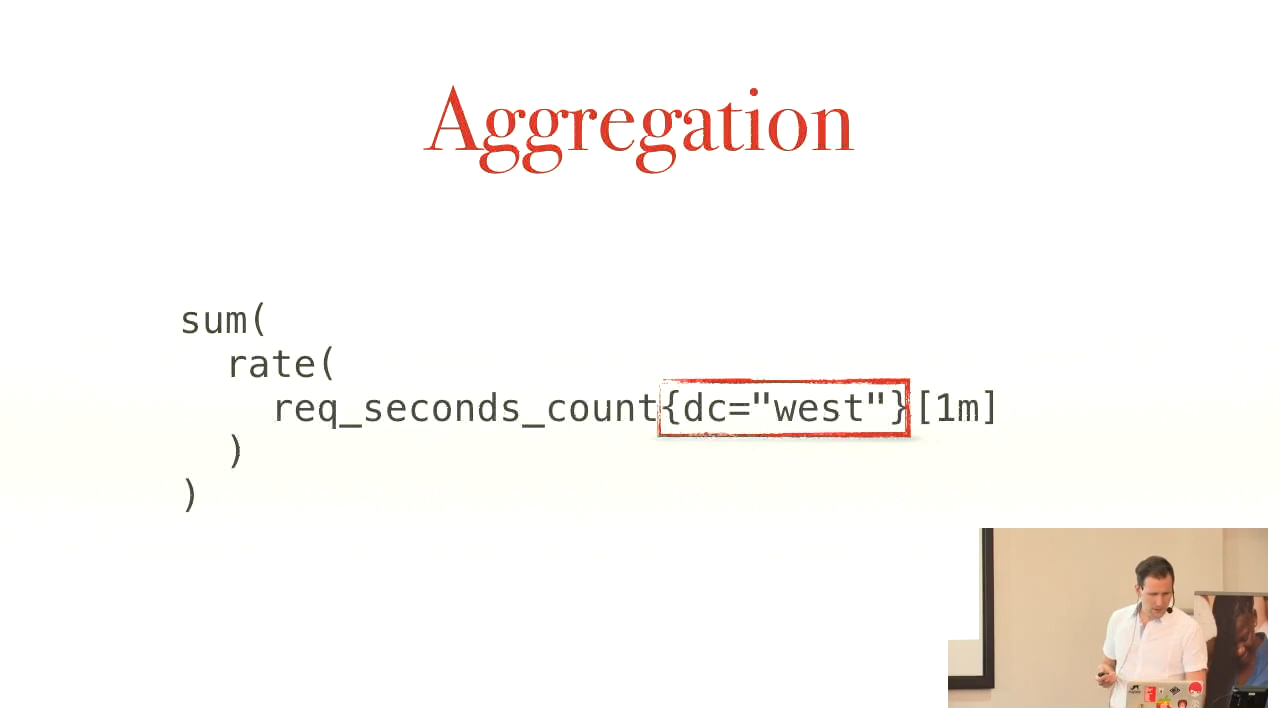 Aggregation
sum(
rate(
req_seconds_count{dc="west"}[1m]
)
)